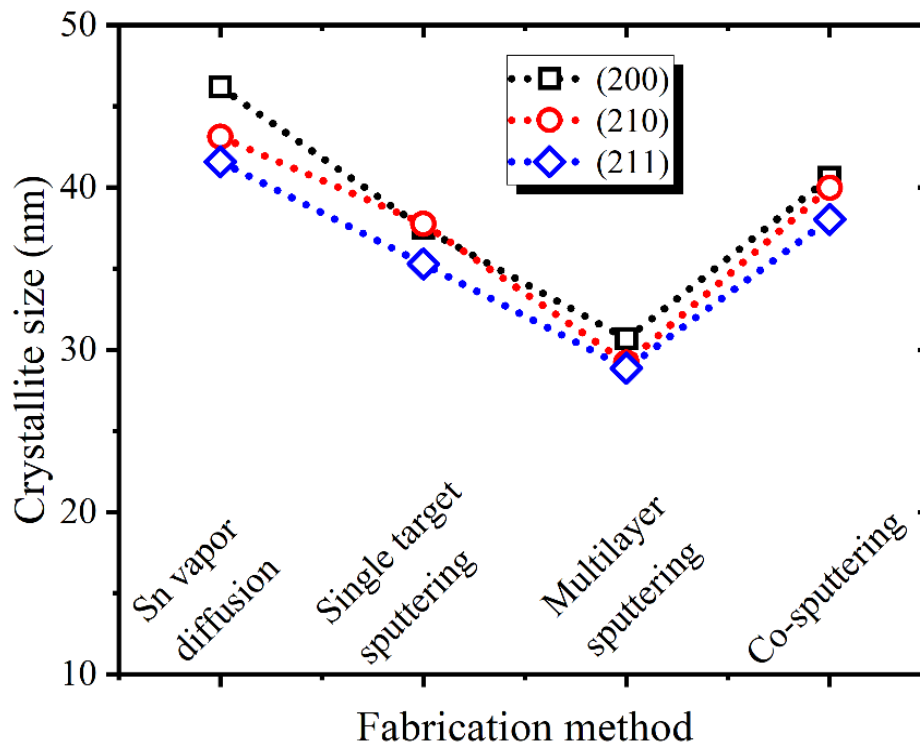 50
40
30
20
10
Crystallite size (nm)
(200)
(210)
(211)
Sn vapor
diffusion
Single target
sputtering
Multilayer
sputtering
Co-sputtering
Fabrication method